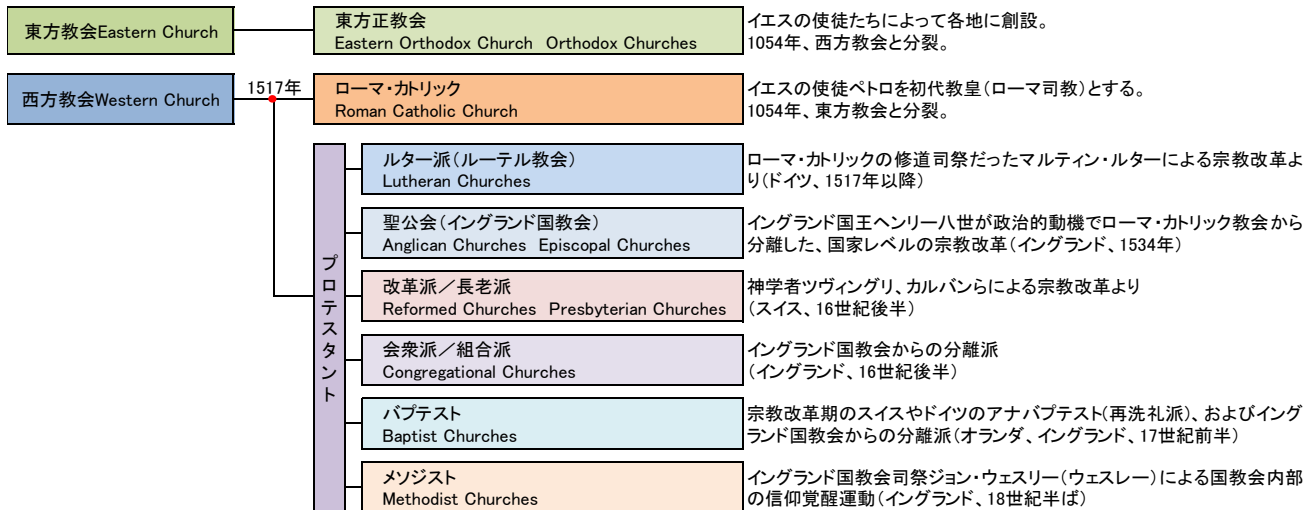 東方教会Eastern Church
東方正教会
Eastern Orthodox Church Orthodox Churches
イエスの使徒たちによって各地に創設。
1054年、西方教会と分裂。
西方教会Western Church
1517年
ローマ・カトリック
Roman Catholic Church
イエスの使徒ペトロを初代教皇(ローマ司教)とする。
1054年、東方教会と分裂。
プロテスタント
ルター派(ルーテル教会)
Lutheran Churches
ローマ・カトリックの修道司祭だったマルティン・ルターによる宗教改革よ
り(ドイツ、1517年以降)
聖公会(イングランド国教会)
Anglican Churches Episcopal Churches
イングランド国王ヘンリー八世が政治的動機でローマ・カトリック教会から
分離した、国家レベルの宗教改革(イングランド、1534年)
改革派/長老派
Reformed Churches Presbyterian Churches
神学者ツヴィングリ、カルバンらによる宗教改革より
(スイス、16世紀後半)
会衆派/組合派
Congregational Churches
イングランド国教会からの分離派
(イングランド、16世紀後半)
バプテスト
Baptist Churches
宗教改革期のスイスやドイツのアナバプテスト(再洗礼派)、およびイング
ランド国教会からの分離派(オランダ、イングランド、17世紀前半)
メソジスト
Methodist Churches
イングランド国教会司祭ジョン・ウェスリー(ウェスレー)による国教会内部
の信仰覚醒運動(イングランド、18世紀半ば)